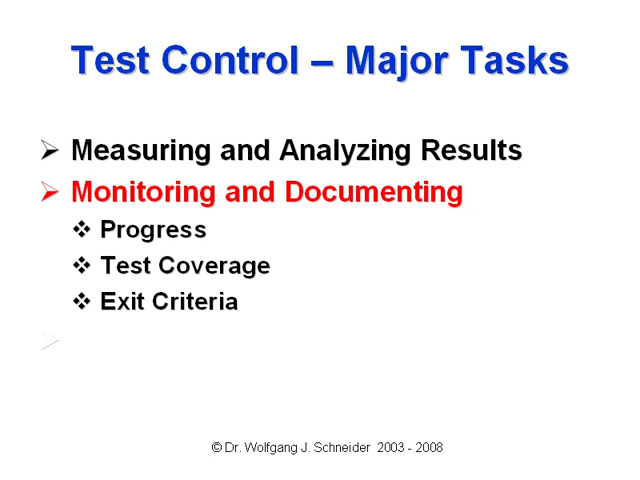 Test Control – Major Tasks
Measuring and Analyzing Results
Monitoring and Documenting
Progress
Test Coverage
Exit Criteria
© Dr. Wolfgang J. Schneider 2003 - 2008